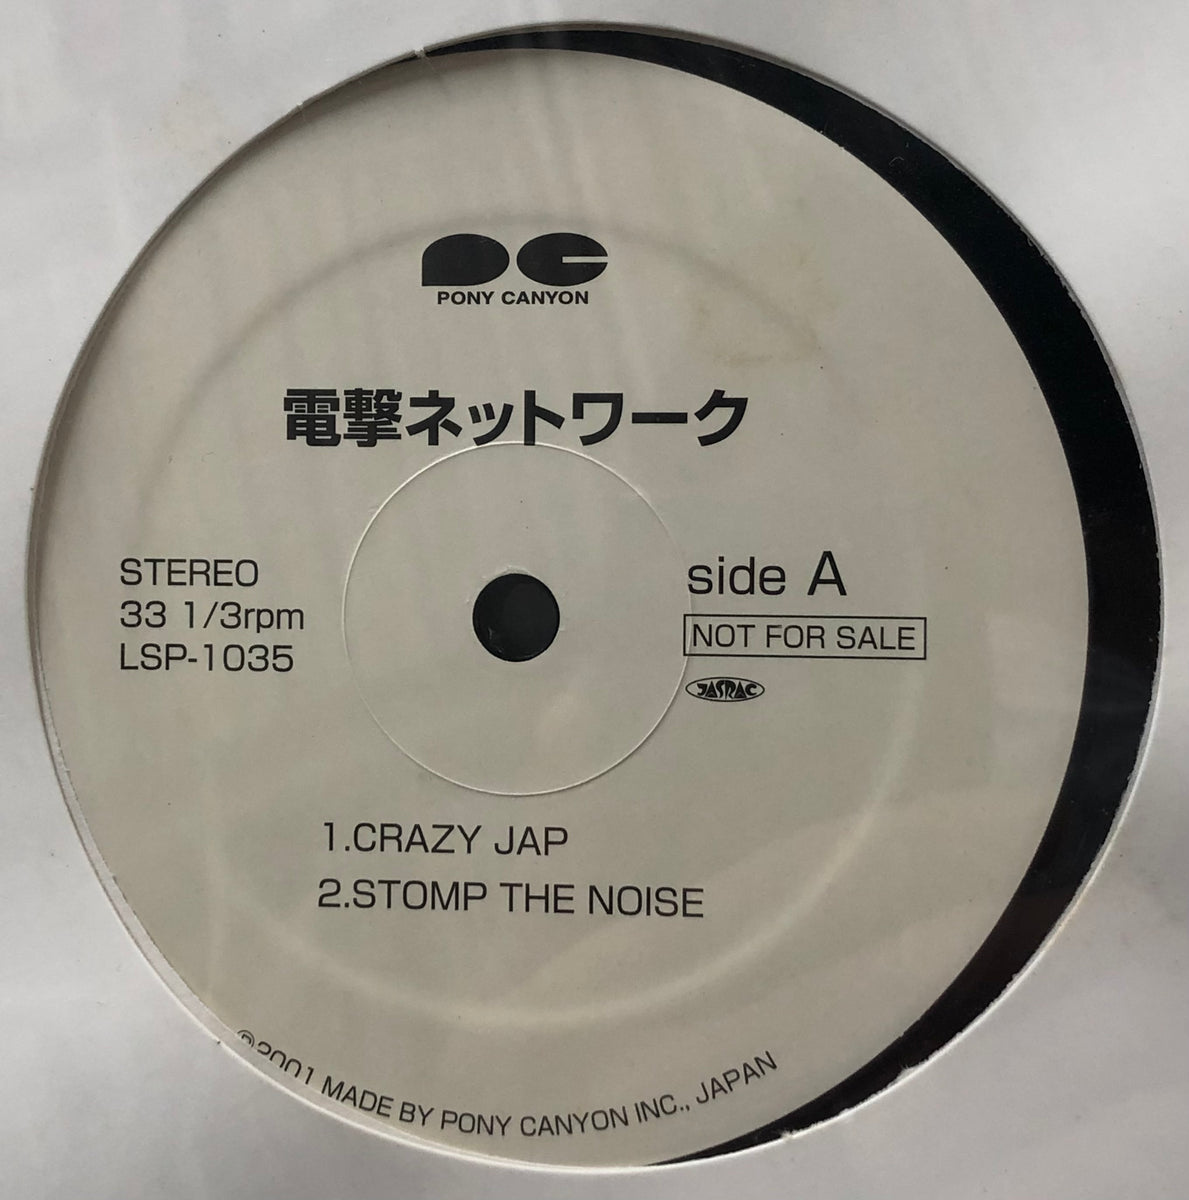 PONY CANYON
電撃ネットワーク
STEREO
33 1/3rpm
LSP-1035
side A
NOT FOR SALE
JASRAC
1.CRAZY JAP
2.STOMP THE NOISE
℗2001 MADE BY PONY CANYON INC., JAPAN